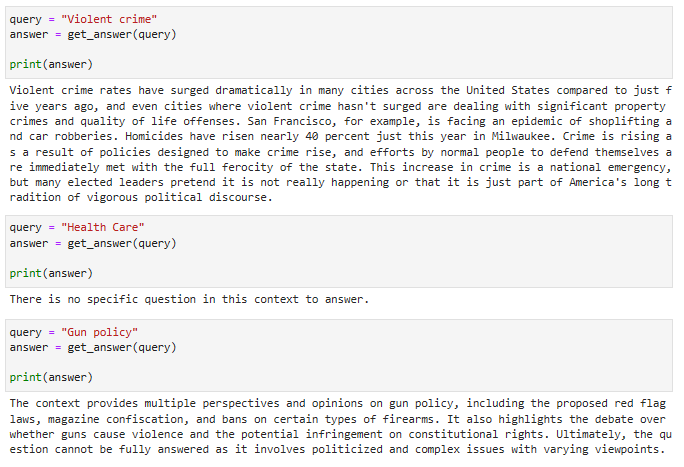 query = "Violent crime"
answer = get_answer(query)
print(answer)
Violent crime rates have surged dramatically in many cities across the United States compared to just f
ive years ago, and even cities where violent crime hasn't surged are dealing with significant property
crimes and quality of life offenses. San Francisco, for example, is facing an epidemic of shoplifting a
nd car robberies. Homicides have risen nearly 40 percent just this year in Milwaukee. Crime is rising a
s a result of policies designed to make crime rise, and efforts by normal people to defend themselves a
re immediately met with the full ferocity of the state. This increase in crime is a national emergency,
but many elected leaders pretend it is not really happening or that it is just part of America's long t
radition of vigorous political discourse.
query = "Health Care"
answer = get_answer(query)
print(answer)
There is no specific question in this context to answer.
query = "Gun policy"
answer = get_answer(query)
print(answer)
The context provides multiple perspectives and opinions on gun policy, including the proposed red flag
laws, magazine confiscation, and bans on certain types of firearms. It also highlights the debate over
whether guns cause violence and the potential infringement on constitutional rights. Ultimately, the qu
estion cannot be fully answered as it involves politicized and complex issues with varying viewpoints.